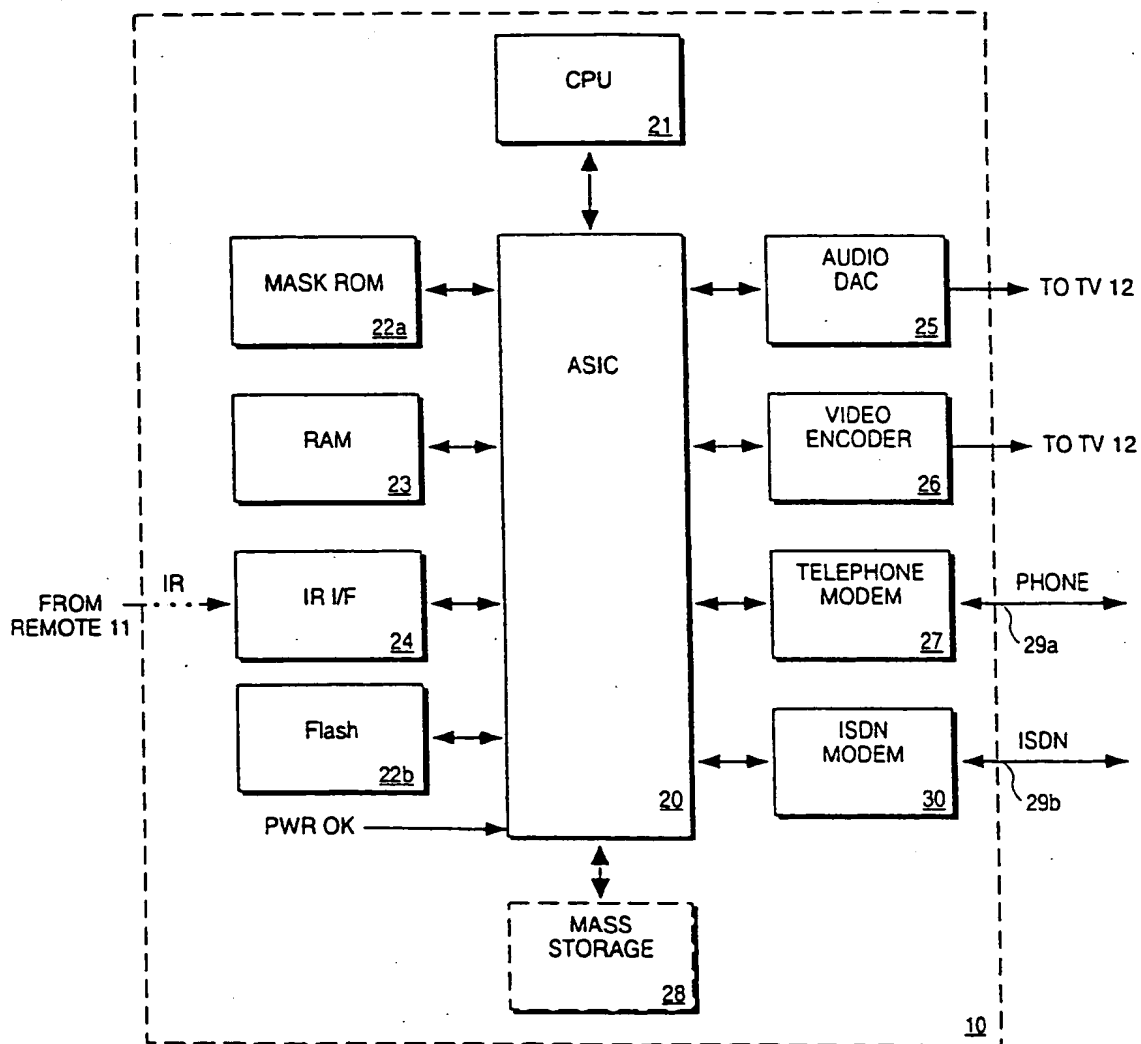 CPU
21
MASK ROM
22a
AUDIO
DAC
25
TO TV 12
ASIC
20
RAM
23
VIDEO
ENCODER
26
TO TV 12
FROM
REMOTE 11
IR
IR I/F
24
TELEPHONE
MODEM
27
PHONE
29a
Flash
22b
ISDN
MODEM
30
ISDN
29b
PWR OK
MASS
STORAGE
28
10